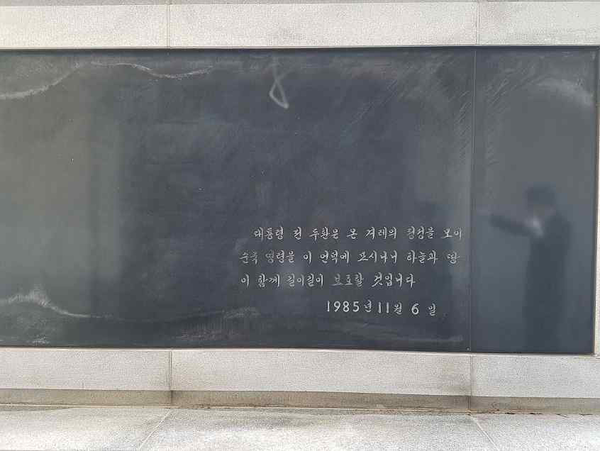 대통령 전 두환은 온 겨레의 정성을 모아
순국 영령을 이 언덕에 모시나니 하늘과 땅
이 함께 길이길이 보호할 것입니다
1985년 11월 6일